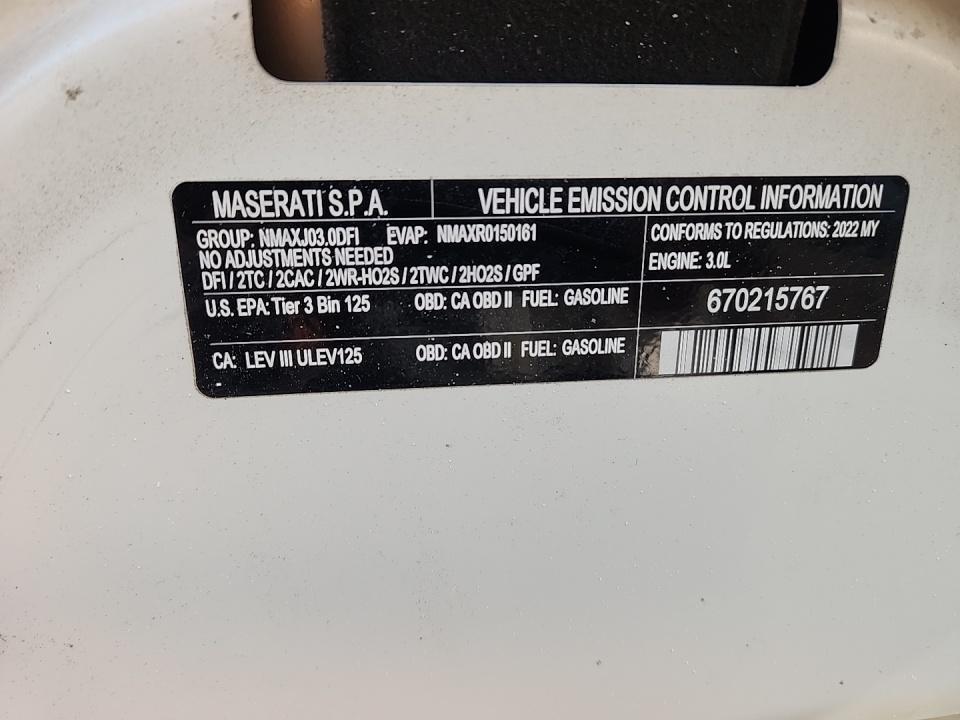 MASERATI S.P.A. VEHICLE EMISSION CONTROL INFORMATION
GROUP: NMAXJ03.0DFI EVAP: NMAXR0150161
NO ADJUSTMENTS NEEDED
DFI / 2TC / 2CAC / 2WR-HO2S / 2TWC / 2HO2S / GPF
CONFORMS TO REGULATIONS: 2022 MY
ENGINE: 3.0L
U.S. EPA: Tier 3 Bin 125 OBD: CA OBD II FUEL: GASOLINE
670215767
CA: LEV III ULEV125 OBD: CA OBD II FUEL: GASOLINE